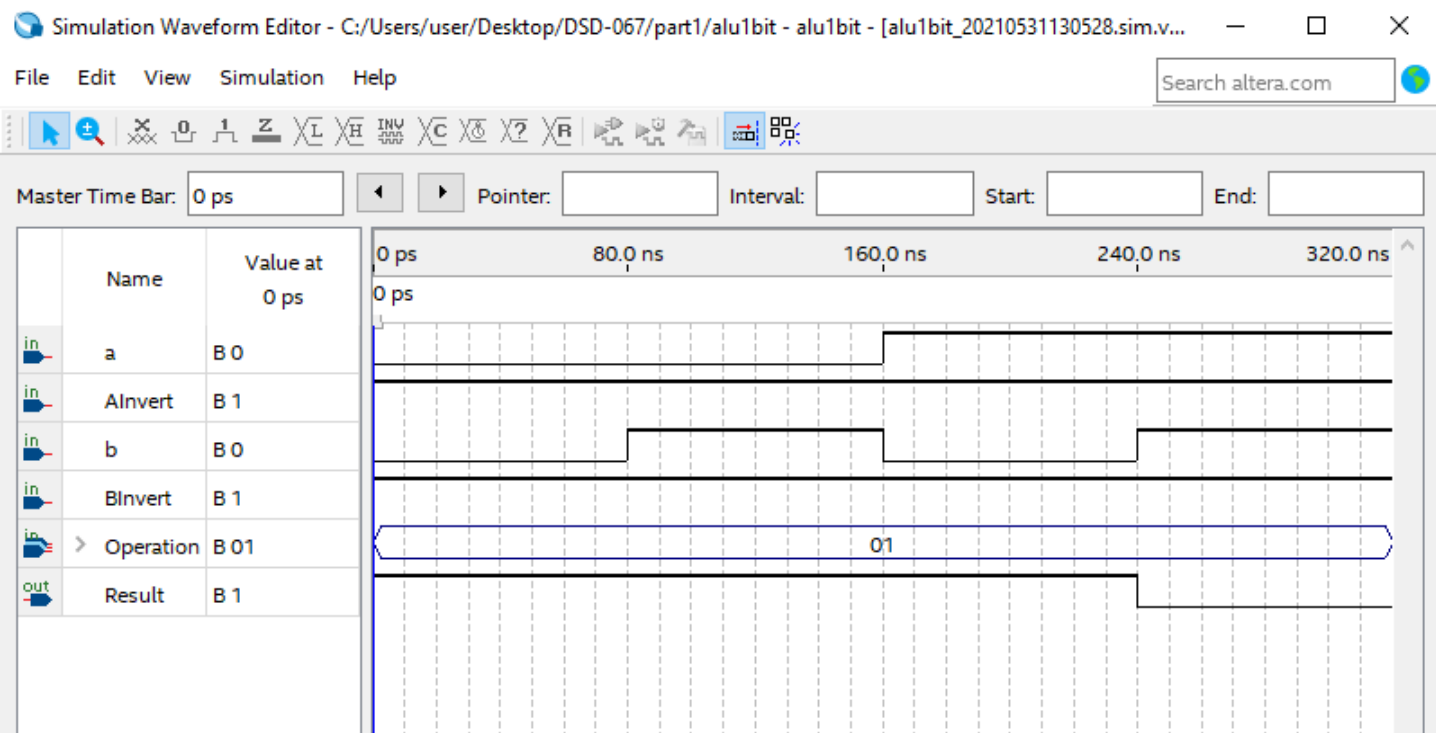 Simulation Waveform Editor - C:/Users/user/Desktop/DSD-067/part1/alu1bit - alu1bit - [alu1bit_20210531130528.sim.v...
File Edit View Simulation Help
Search altera.com
X 0 1 Z L H INV C ? R
Master Time Bar: 0 ps Pointer: Interval: Start: End:
Name Value at 0 ps
0 ps 80.0 ns 160.0 ns 240.0 ns 320.0 ns
0 ps
in a B 0
in AInvert B 1
in b B 0
in BInvert B 1
in > Operation B 01 01
out Result B 1